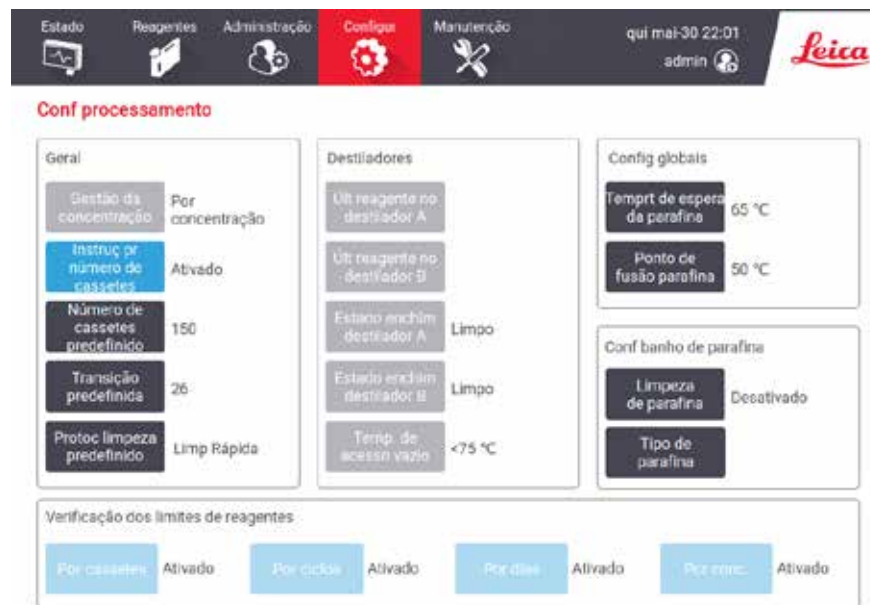 Estado Reagentes Administração Configur Manutenção
qui mai-30 22:01
admin
Leica
Conf processamento
Geral
Gestão da
concentração
Por
concentração
Instruç pr
número de
cassetes
Ativado
Número de
cassetes
predefinido
150
Transição
predefinida
26
Protoc limpeza
predefinido
Limp Rápida
Destiladores
Últ reagente no
destilador A
Últ reagente no
destilador B
Estado enchim
destilador A
Limpo
Estado enchim
destilador B
Limpo
Temp. de
acesso vazio
<75 °C
Config globais
Temprt de espera
da parafina
65 °C
Ponto de
fusão parafina
50 °C
Conf banho de parafina
Limpeza
de parafina
Desativado
Tipo de
parafina
Verificação dos limites de reagentes
Por cassetes Ativado
Por ciclos Ativado
Por dias Ativado
Por conc. Ativado